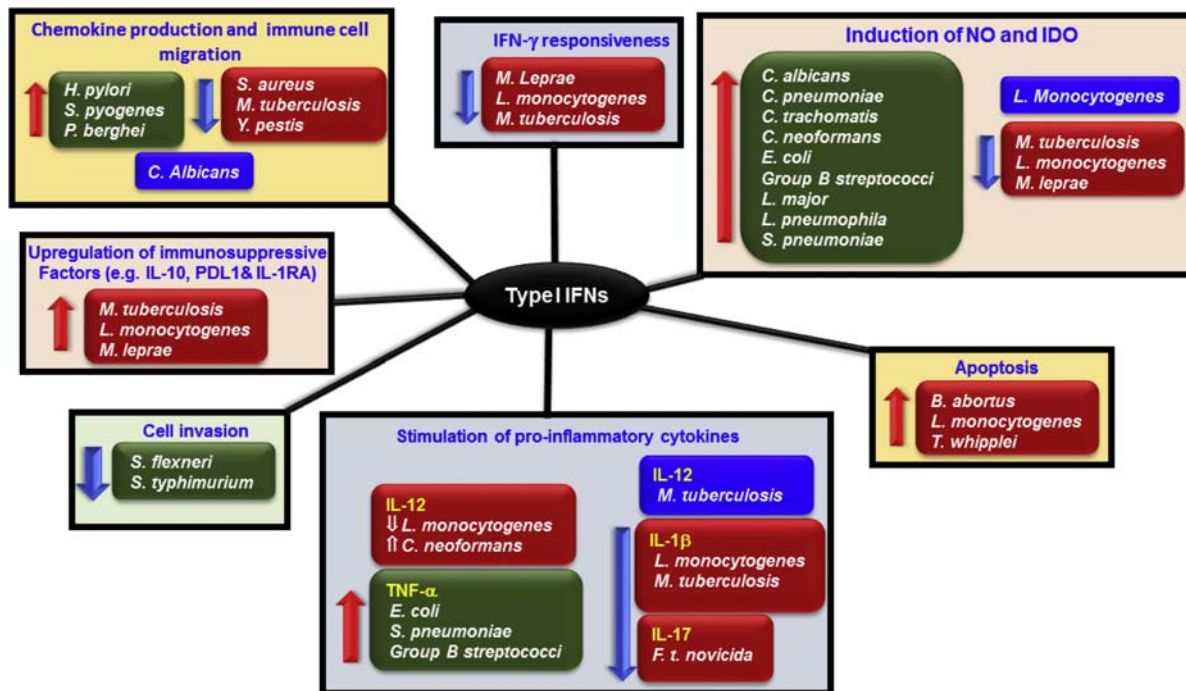 Chemokine production and immune cell
migration
H. pylori
S. pyogenes
P. berghei
S. aureus
M. tuberculosis
Y. pestis
C. Albicans
IFN-γ responsiveness
M. Leprae
L. monocytogenes
M. tuberculosis
Induction of NO and IDO
C. albicans
C. pneumoniae
C. trachomatis
C. neoformans
E. coli
Group B streptococci
L. major
L. pneumophila
S. pneumoniae
L. Monocytogenes
M. tuberculosis
L. monocytogenes
M. leprae
Upregulation of immunosuppressive
Factors (e.g. IL-10, PDL1& IL-1RA)
M. tuberculosis
L. monocytogenes
M. leprae
Type I IFNs
Apoptosis
B. abortus
L. monocytogenes
T. whipplei
Cell invasion
S. flexneri
S. typhimurium
Stimulation of pro-inflammatory cytokines
IL-12
⇓ L. monocytogenes
⇑ C. neoformans
TNF-α
E. coli
S. pneumoniae
Group B streptococci
IL-12
M. tuberculosis
IL-1β
L. monocytogenes
M. tuberculosis
IL-17
F. t. novicida